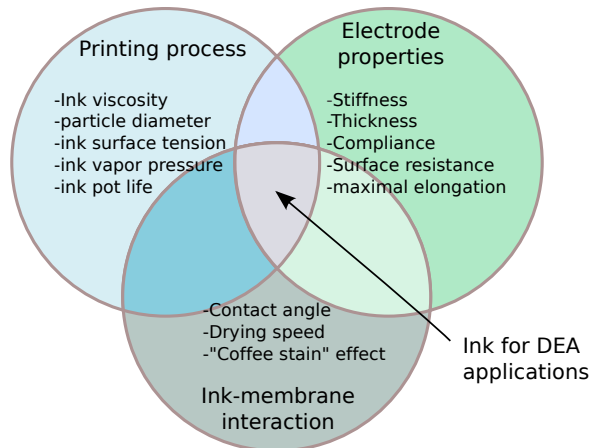 Printing process
-Ink viscosity
-particle diameter
-ink surface tension
-ink vapor pressure
-ink pot life
Electrode
properties
-Stiffness
-Thickness
-Compliance
-Surface resistance
-maximal elongation
-Contact angle
-Drying speed
-"Coffee stain" effect
Ink-membrane
interaction
Ink for DEA
applications